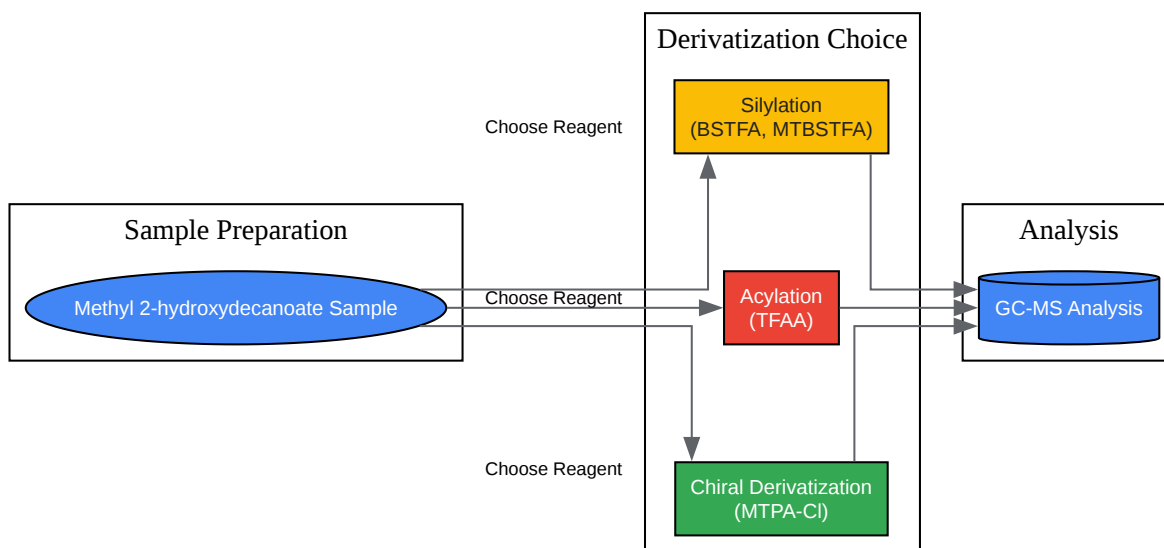 Derivatization Choice
Silylation
(BSTFA, MTBSTFA)
Choose Reagent
Sample Preparation
Methyl 2-hydroxydecanoate Sample
Choose Reagent
Acylation
(TFAA)
Analysis
GC-MS Analysis
Choose Reagent
Chiral Derivatization
(MTPA-Cl)